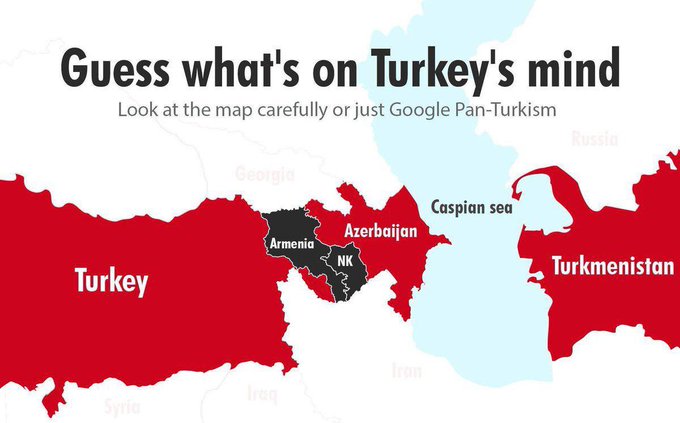 Guess what's on Turkey's mind
Look at the map carefully or just Google Pan-Turkism
Russia
Georgia
Caspian sea
Azerbaijan
Armenia
NK
Turkmenistan
Turkey
Iran
Iraq
Syria